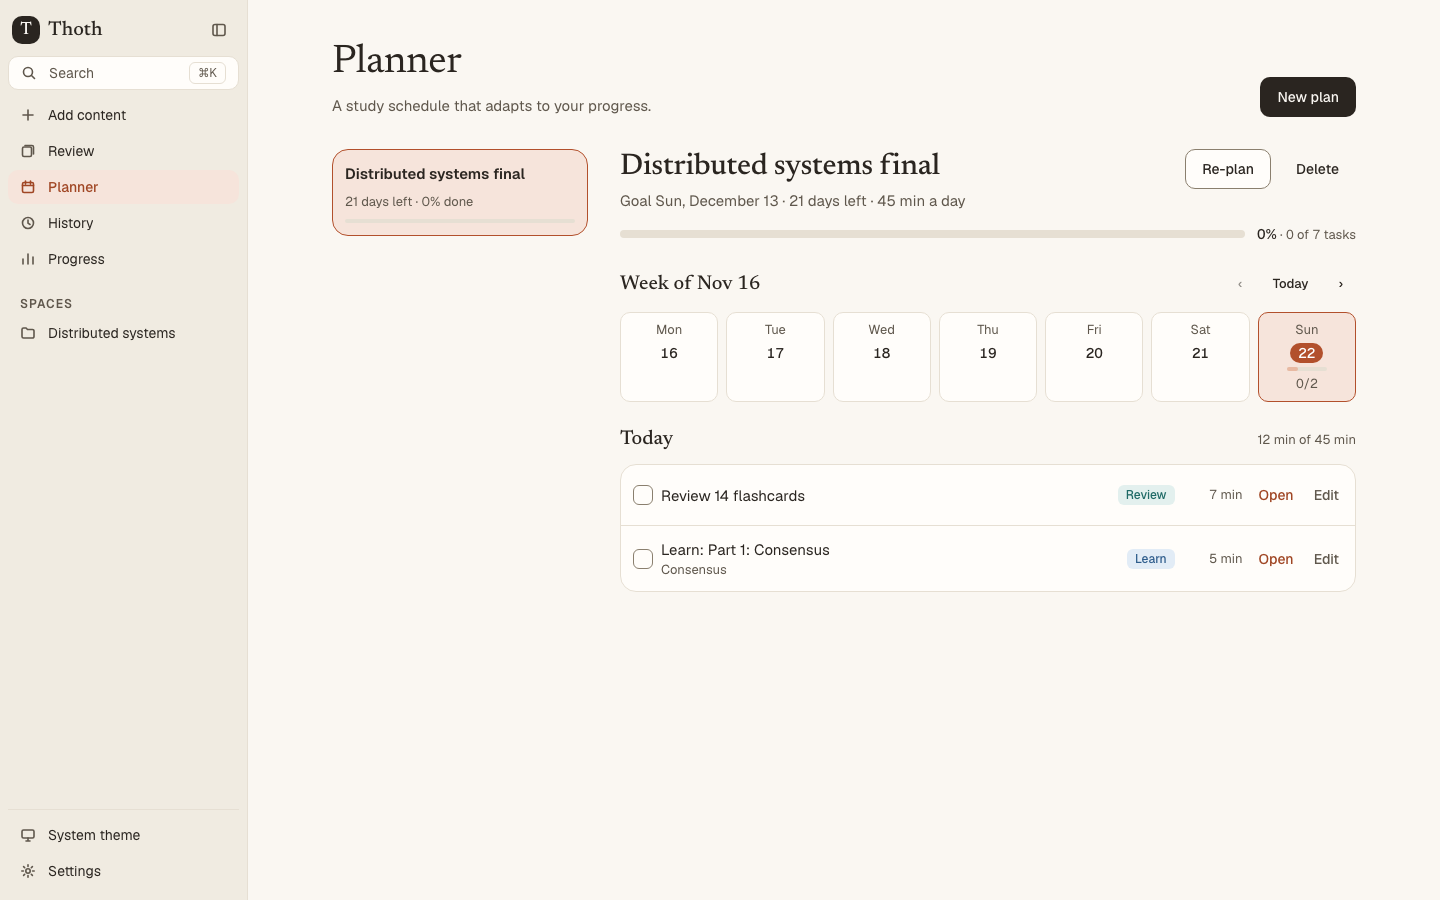 T Thoth
Search ⌘K
Add content
Review
Planner
History
Progress
SPACES
Distributed systems
System theme
Settings
Planner
A study schedule that adapts to your progress.
New plan
Distributed systems final
21 days left · 0% done
Distributed systems final
Re-plan Delete
Goal Sun, December 13 · 21 days left · 45 min a day
0% · 0 of 7 tasks
Week of Nov 16
‹ Today ›
Mon Tue Wed Thu Fri Sat Sun
16 17 18 19 20 21 22
0/2
Today
12 min of 45 min
Review 14 flashcards Review 7 min Open Edit
Learn: Part 1: Consensus Learn 5 min Open Edit
Consensus